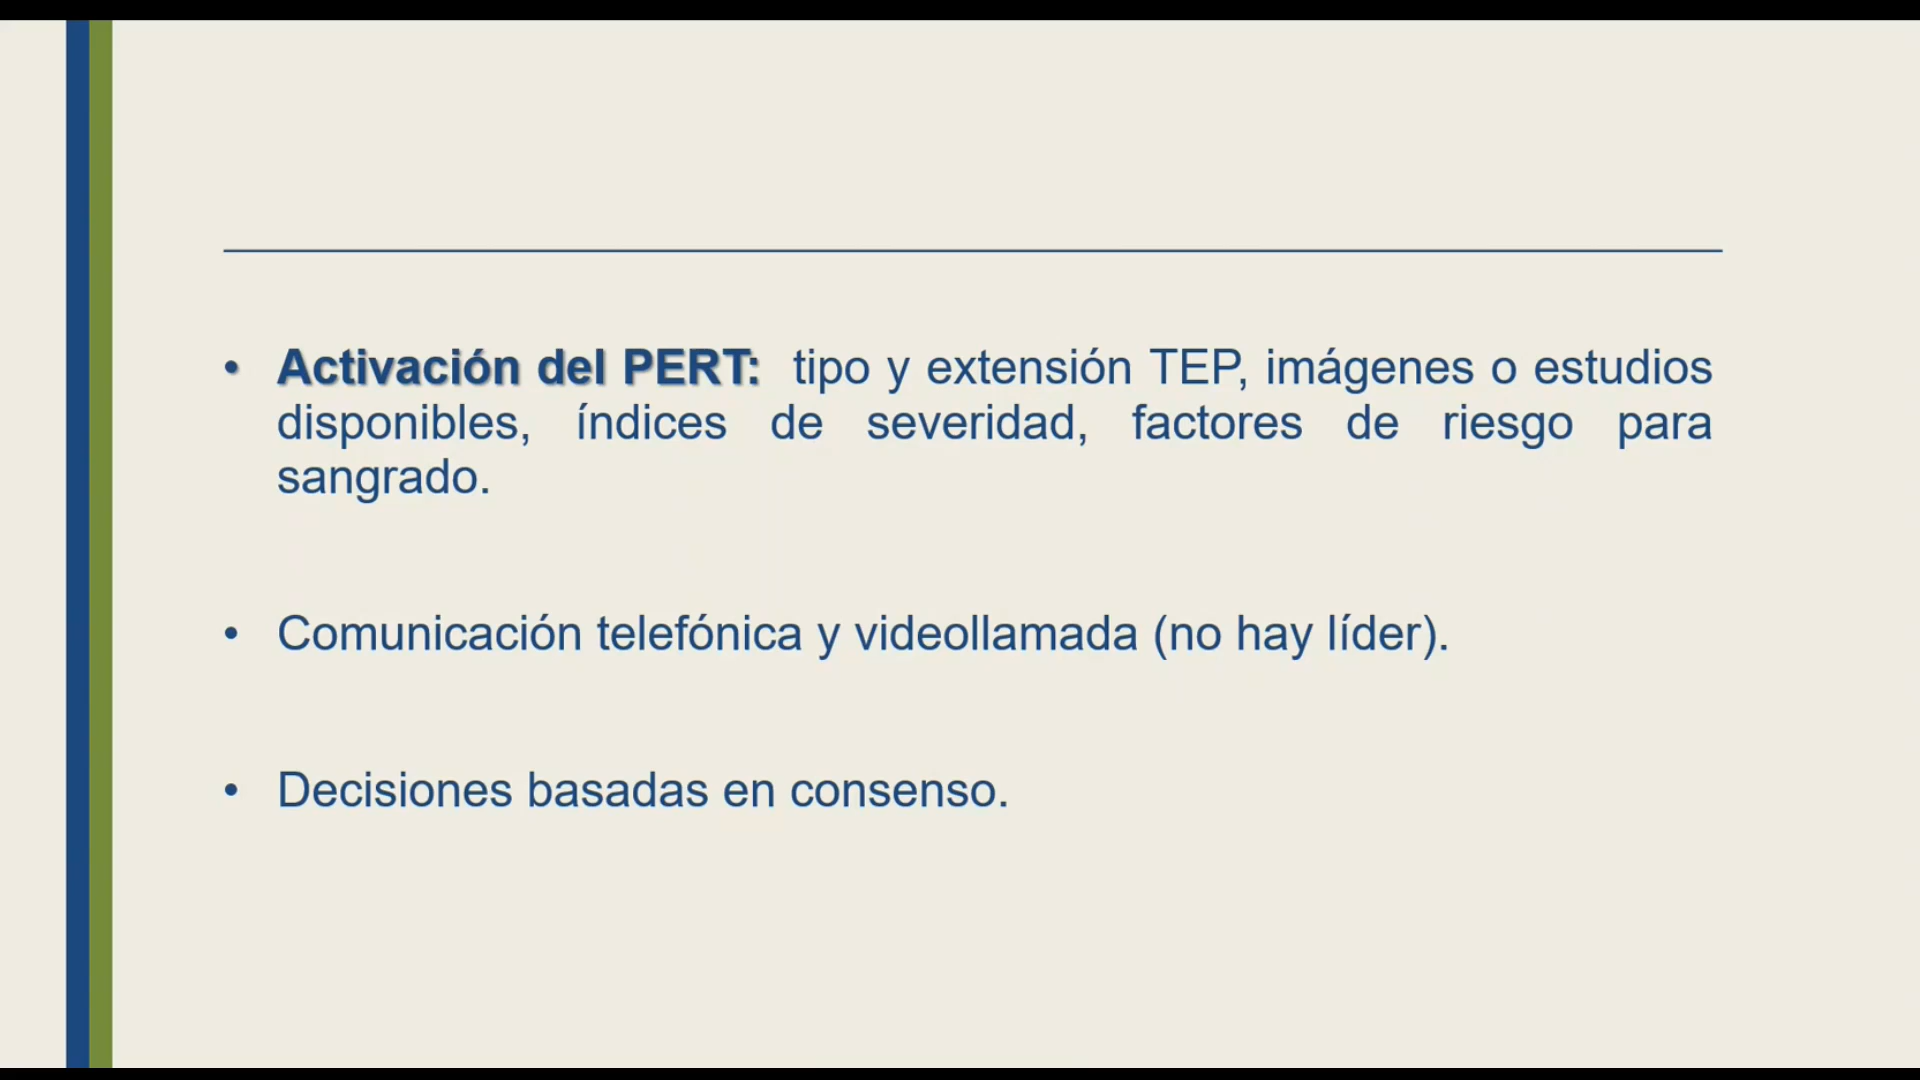 • Activación del PERT: tipo y extensión TEP, imágenes o estudios
disponibles, índices de severidad, factores de riesgo para
sangrado.
• Comunicación telefónica y videollamada (no hay líder).
• Decisiones basadas en consenso.